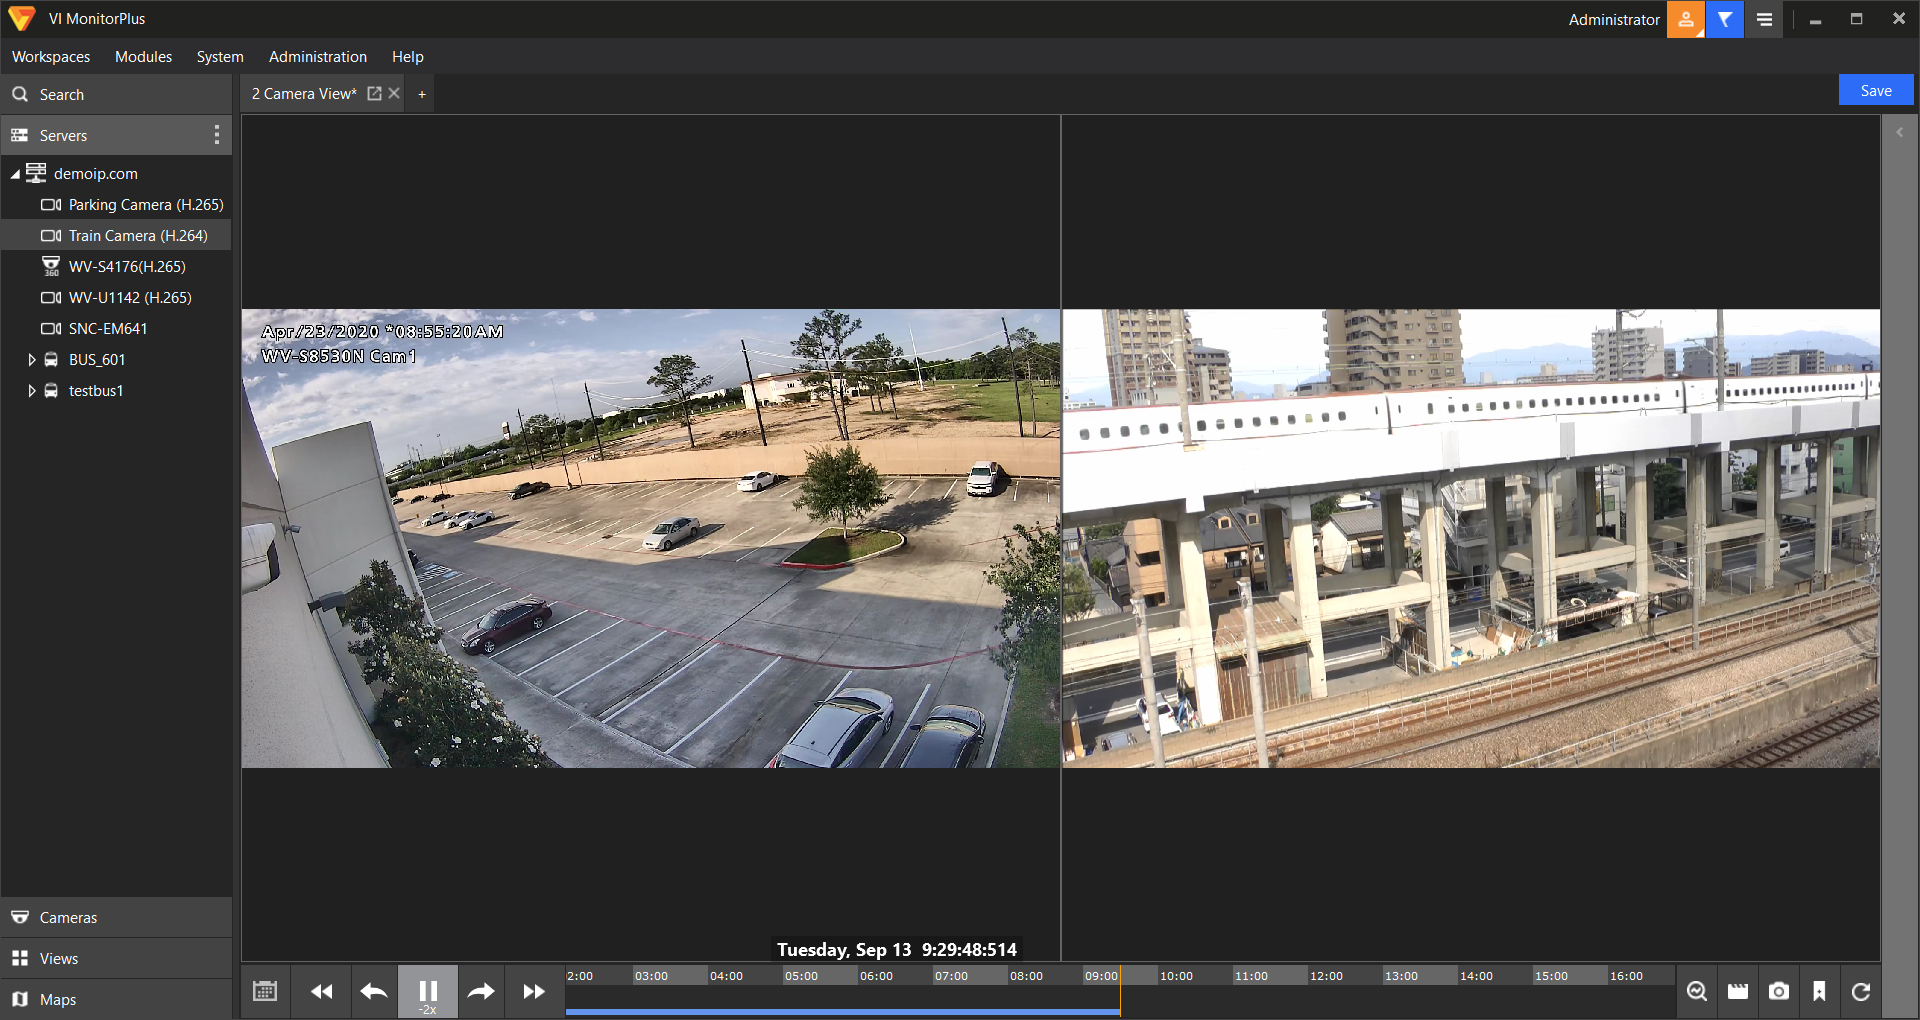 VI MonitorPlus
Administrator
Workspaces Modules System Administration Help
Search
2 Camera View* +
Save
Servers
demoip.com
Parking Camera (H.265)
Train Camera (H.264)
360 WV-S4176(H.265)
WV-U1142 (H.265)
SNC-EM641
BUS_601
testbus1
Apr/23/2020 *08:55:20AM
WV-S8530N Cam1
Cameras
Views
Maps
Tuesday, Sep 13 9:29:48:514
-2x
2:00 03:00 04:00 05:00 06:00 07:00 08:00 09:00 10:00 11:00 12:00 13:00 14:00 15:00 16:00